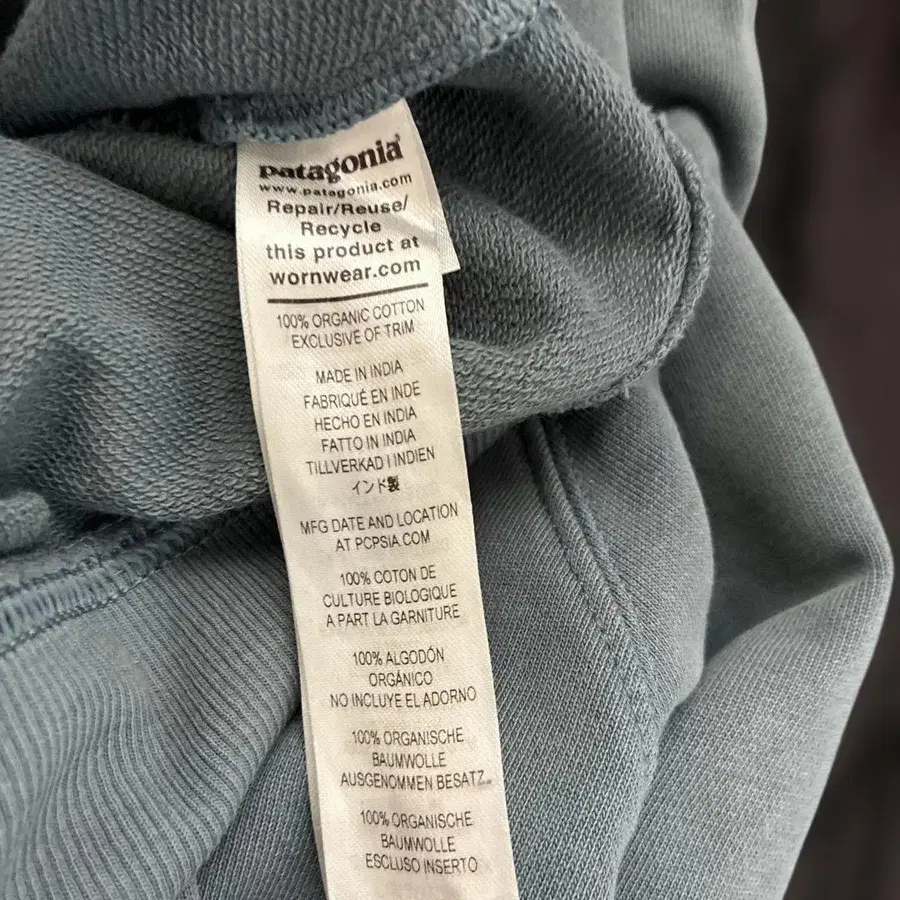 patagonia
www.patagonia.com
Repair/Reuse/
Recycle
this product at
wornwear.com
100% ORGANIC COTTON
EXCLUSIVE OF TRIM
MADE IN INDIA
FABRIQUÉ EN INDE
HECHO EN INDIA
FATTO IN INDIA
TILLVERKAD I INDIEN
インド製
MFG DATE AND LOCATION
AT PCPSIA.COM
100% COTON DE
CULTURE BIOLOGIQUE
A PART LA GARNITURE
100% ALGODÓN
ORGÁNICO
NO INCLUYE EL ADORNO
100% ORGANISCHE
BAUMWOLLE
AUSGENOMMEN BESATZ
100% ORGANISCHE
BAUMWOLLE
ESCLUSO INSERTO